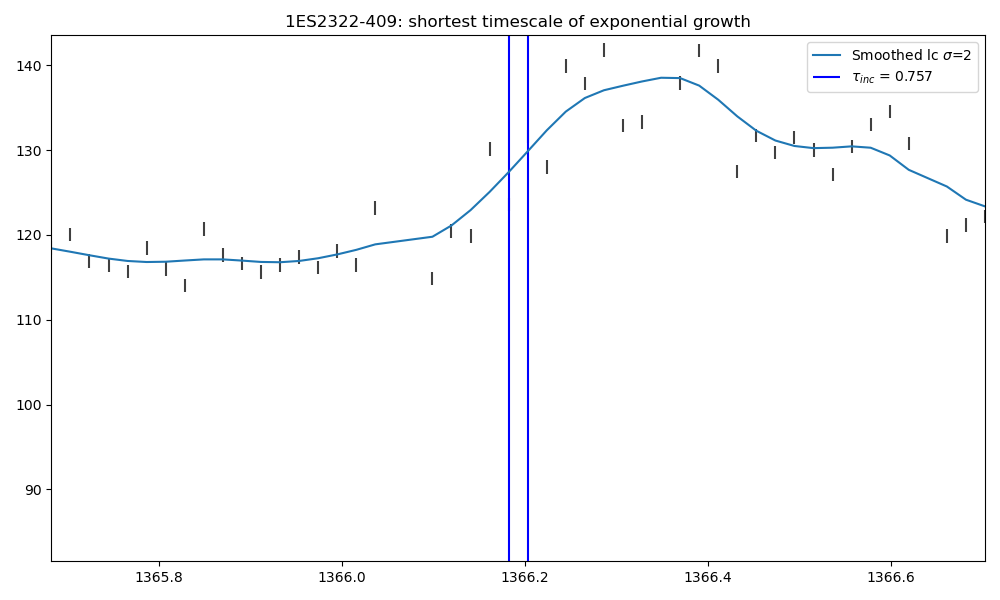 1ES2322-409: shortest timescale of exponential growth
Smoothed lc σ=2
τ_inc = 0.757
140
130
120
110
100
90
1365.8 1366.0 1366.2 1366.4 1366.6